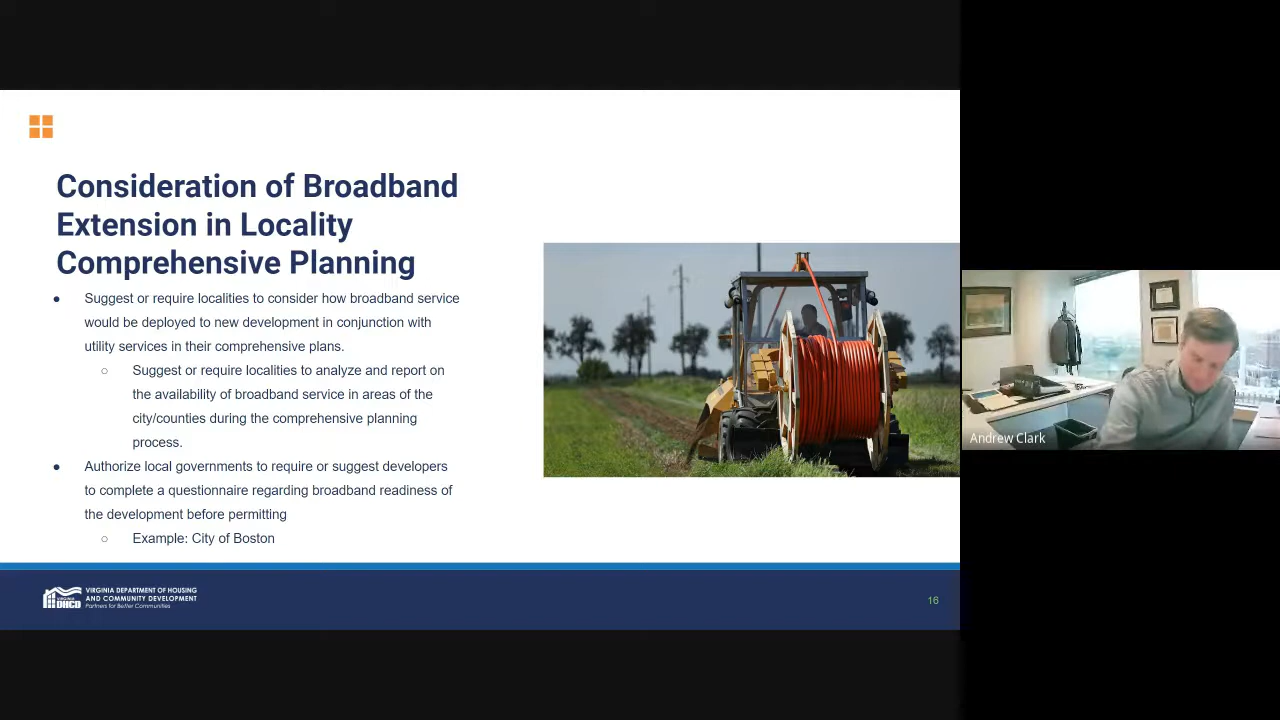 Consideration of Broadband
Extension in Locality
Comprehensive Planning
● Suggest or require localities to consider how broadband service
would be deployed to new development in conjunction with
utility services in their comprehensive plans.
○ Suggest or require localities to analyze and report on
the availability of broadband service in areas of the
city/counties during the comprehensive planning
process.
● Authorize local governments to require or suggest developers
to complete a questionnaire regarding broadband readiness of
the development before permitting
○ Example: City of Boston
DHCD
VIRGINIA DEPARTMENT OF HOUSING
AND COMMUNITY DEVELOPMENT
Partners for Better Communities
16
Andrew Clark